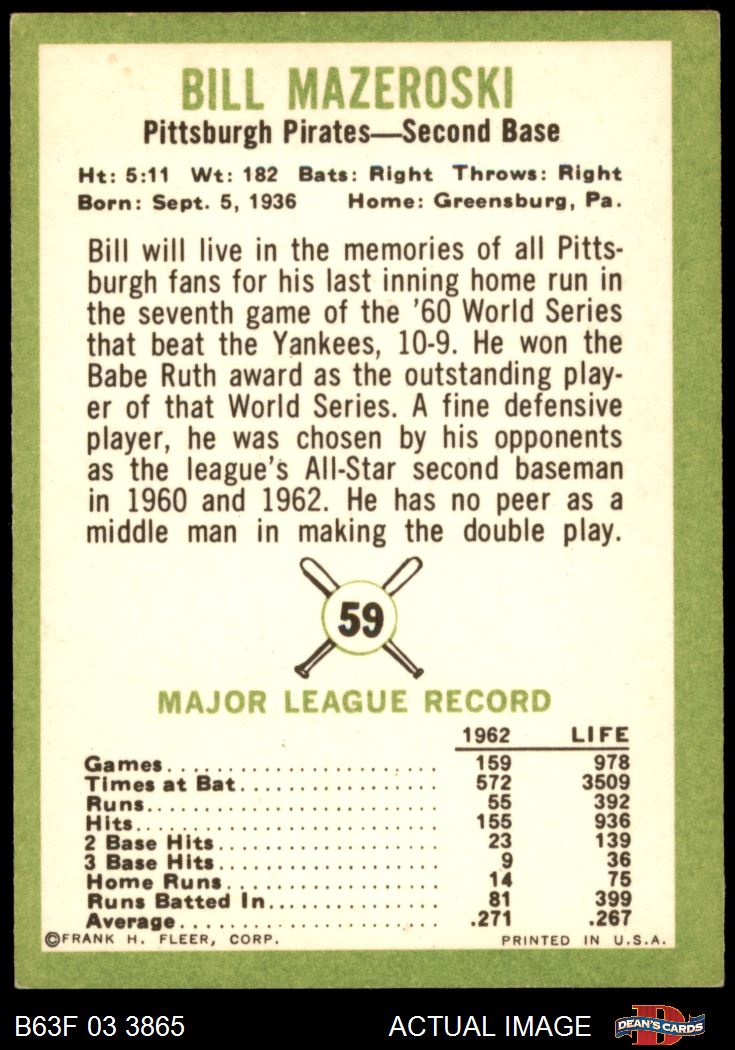 BILL MAZEROSKI
Pittsburgh Pirates—Second Base
Ht: 5:11 Wt: 182 Bats: Right Throws: Right
Born: Sept. 5, 1936 Home: Greensburg, Pa.
Bill will live in the memories of all Pitts-
burgh fans for his last inning home run in
the seventh game of the '60 World Series
that beat the Yankees, 10-9. He won the
Babe Ruth award as the outstanding play-
er of that World Series. A fine defensive
player, he was chosen by his opponents
as the league's All-Star second baseman
in 1960 and 1962. He has no peer as a
middle man in making the double play.
59
MAJOR LEAGUE RECORD
1962 LIFE
Games........................ 159 978
Times at Bat.................. 572 3509
Runs.......................... 55 392
Hits.......................... 155 936
2 Base Hits.................... 23 139
3 Base Hits.................... 9 36
Home Runs.................... 14 75
Runs Batted In................ 81 399
Average...................... .271 .267
©FRANK H. FLEER, CORP. PRINTED IN U.S.A.
B63F 03 3865 ACTUAL IMAGE D DEAN'S CARDS